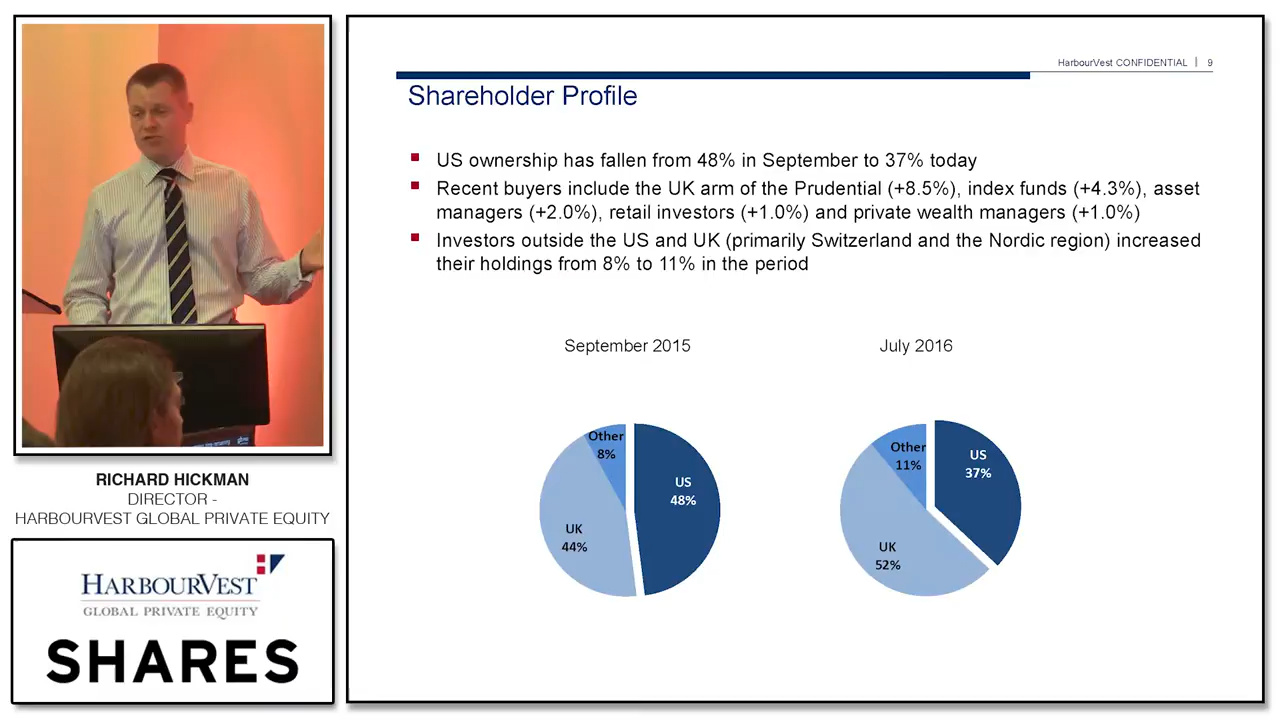 RICHARD HICKMAN
DIRECTOR -
HARBOURVEST GLOBAL PRIVATE EQUITY
HARBOURVEST
GLOBAL PRIVATE EQUITY
SHARES
HarbourVest CONFIDENTIAL | 9
Shareholder Profile
US ownership has fallen from 48% in September to 37% today
Recent buyers include the UK arm of the Prudential (+8.5%), index funds (+4.3%), asset
managers (+2.0%), retail investors (+1.0%) and private wealth managers (+1.0%)
Investors outside the US and UK (primarily Switzerland and the Nordic region) increased
their holdings from 8% to 11% in the period
September 2015
Other
8%
US
48%
UK
44%
July 2016
Other
11%
US
37%
UK
52%